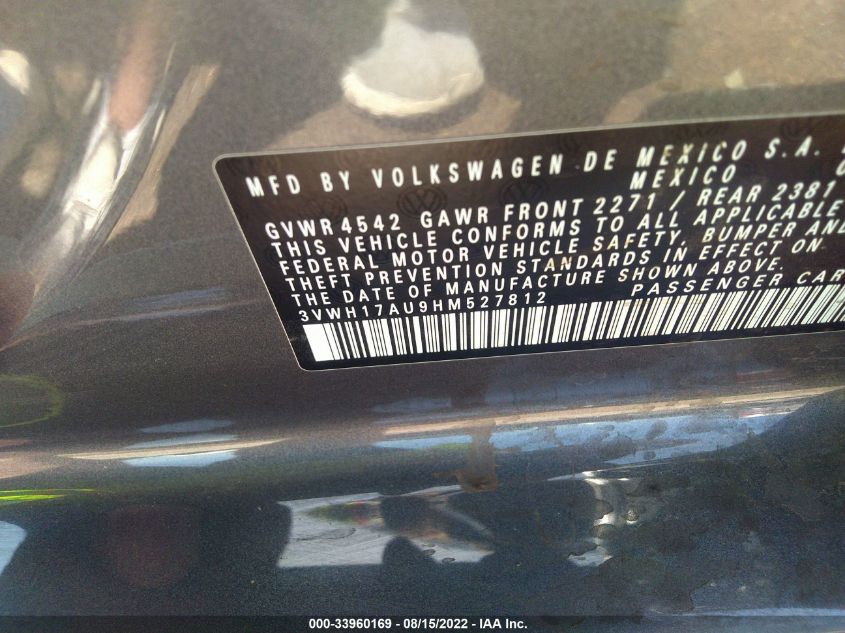 MFD BY VOLKSWAGEN DE MEXICO S.A.
MEXICO
GVWR 4542 GAWR FRONT 2271 / REAR 2381
THIS VEHICLE CONFORMS TO ALL APPLICABLE
FEDERAL MOTOR VEHICLE SAFETY, BUMPER AND
THEFT PREVENTION STANDARDS IN EFFECT ON
THE DATE OF MANUFACTURE SHOWN ABOVE.
3VWH17AU9HM527812 PASSENGER CAR
000-33960169 - 08/15/2022 - IAA Inc.